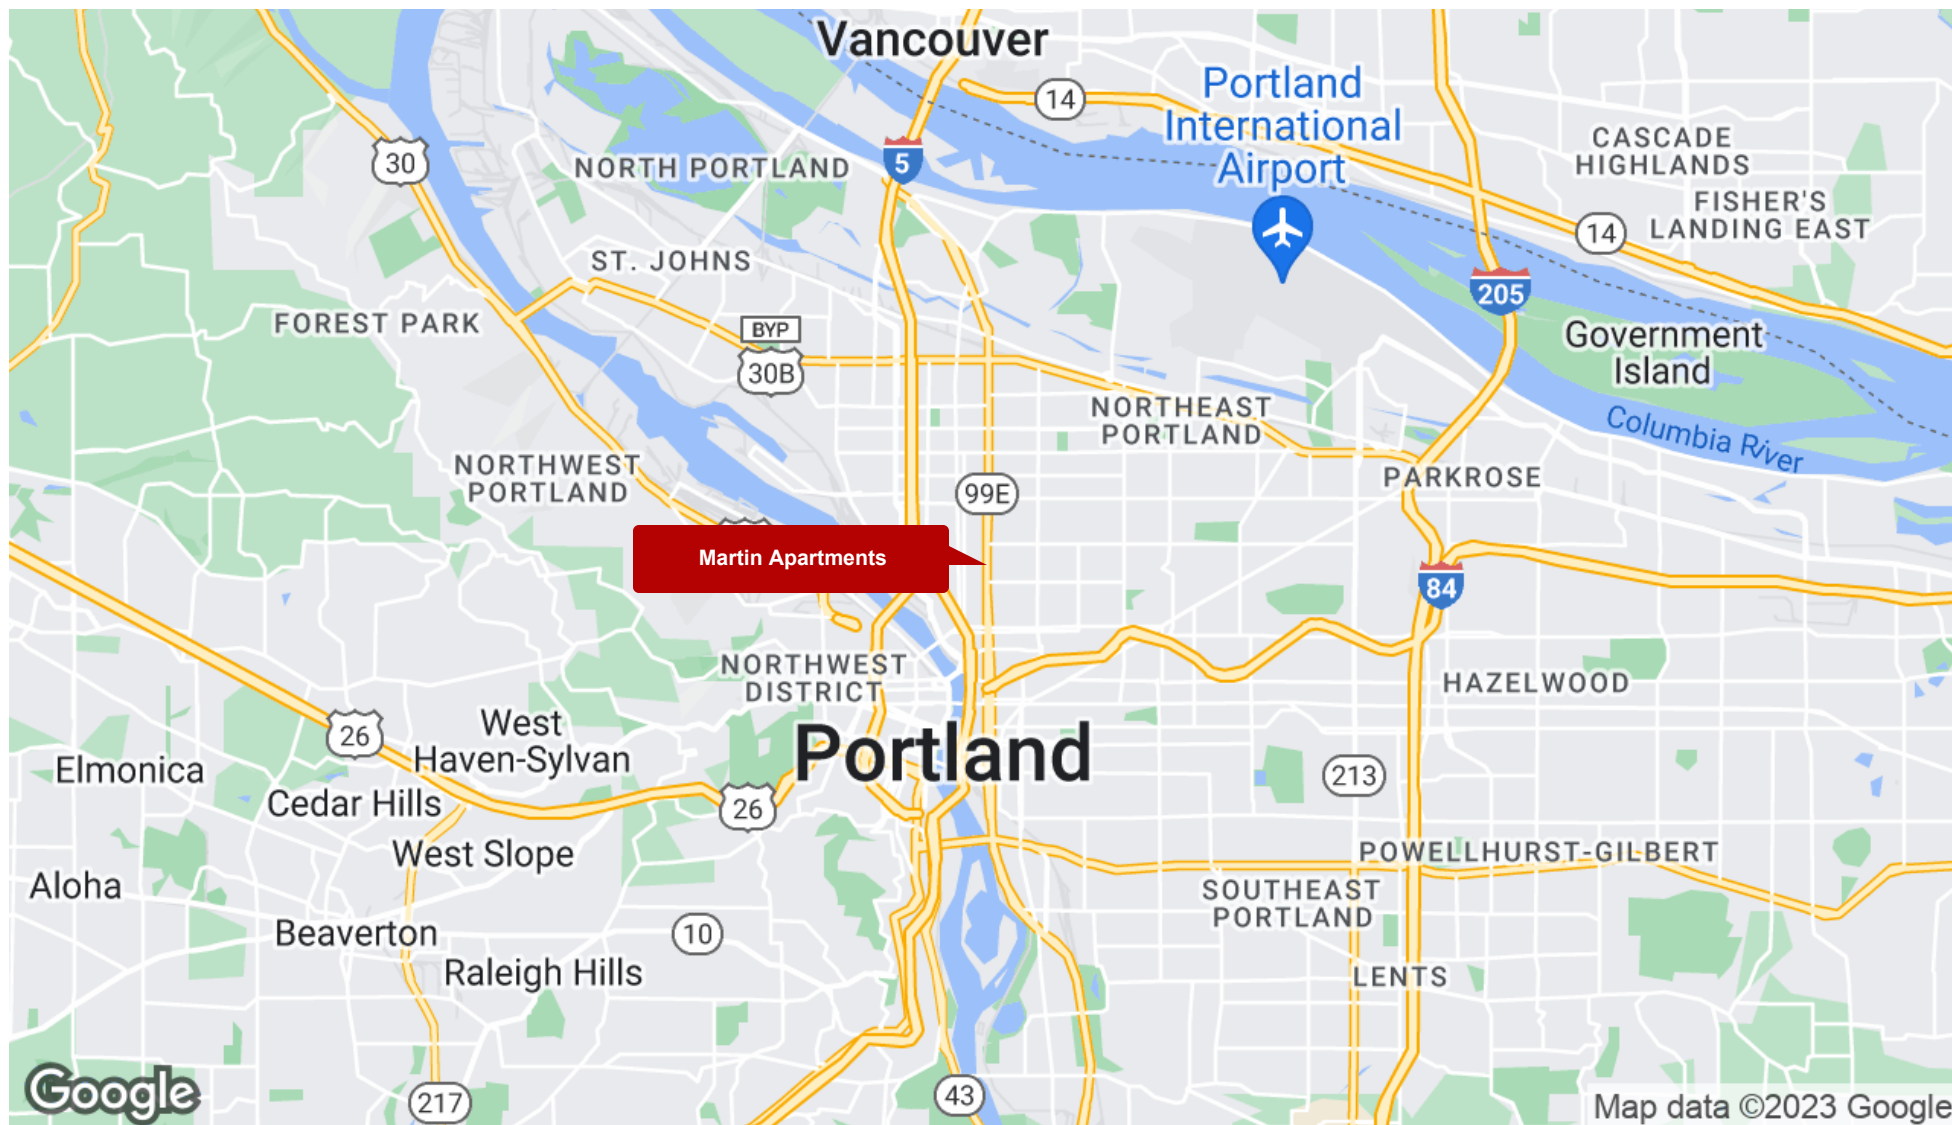 Vancouver
14
Portland
International
Airport
CASCADE
HIGHLANDS
30
NORTH PORTLAND
5
FISHER'S
LANDING EAST
14
ST. JOHNS
205
FOREST PARK
BYP
30B
Government
Island
NORTHEAST
PORTLAND
Columbia River
NORTHWEST
PORTLAND
PARKROSE
99E
Martin Apartments
84
NORTHWEST
DISTRICT
HAZELWOOD
26
West
Haven-Sylvan
Portland
Elmonica
213
Cedar Hills
26
West Slope
POWELLHURST-GILBERT
Aloha
SOUTHEAST
PORTLAND
Beaverton
10
Raleigh Hills
LENTS
Google
217
43
Map data ©2023 Google